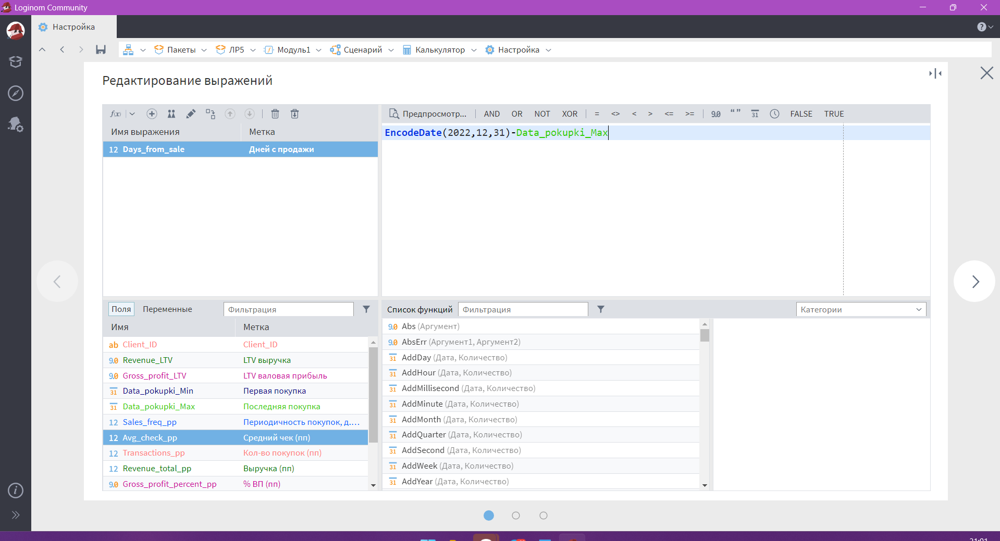 Loginom Community
Настройка
Пакеты ЛР5 Модуль1 Сценарий Калькулятор Настройка
Редактирование выражений
f(x)
Предпросмотр... AND OR NOT XOR = <> < > <= >= 9.0 “ ” 31 FALSE TRUE
Имя выражения Метка
EncodeDate(2022,12,31)-Data_pokupki_Max
12 Days_from_sale Дней с продажи
Поля Переменные Фильтрация
Имя Метка
ab Client_ID Client_ID
9.0 Revenue_LTV LTV выручка
9.0 Gross_profit_LTV LTV валовая прибыль
31 Data_pokupki_Min Первая покупка
31 Data_pokupki_Max Последняя покупка
12 Sales_freq_pp Периодичность покупок, д....
12 Avg_check_pp Средний чек (пп)
12 Transactions_pp Кол-во покупок (пп)
12 Revenue_total_pp Выручка (пп)
9.0 Gross_profit_percent_pp % ВП (пп)
Список функций Фильтрация Категории
9.0 Abs (Аргумент)
9.0 AbsErr (Аргумент1, Аргумент2)
31 AddDay (Дата, Количество)
31 AddHour (Дата, Количество)
31 AddMillisecond (Дата, Количество)
31 AddMinute (Дата, Количество)
31 AddMonth (Дата, Количество)
31 AddQuarter (Дата, Количество)
31 AddSecond (Дата, Количество)
31 AddWeek (Дата, Количество)
31 AddYear (Дата, Количество)